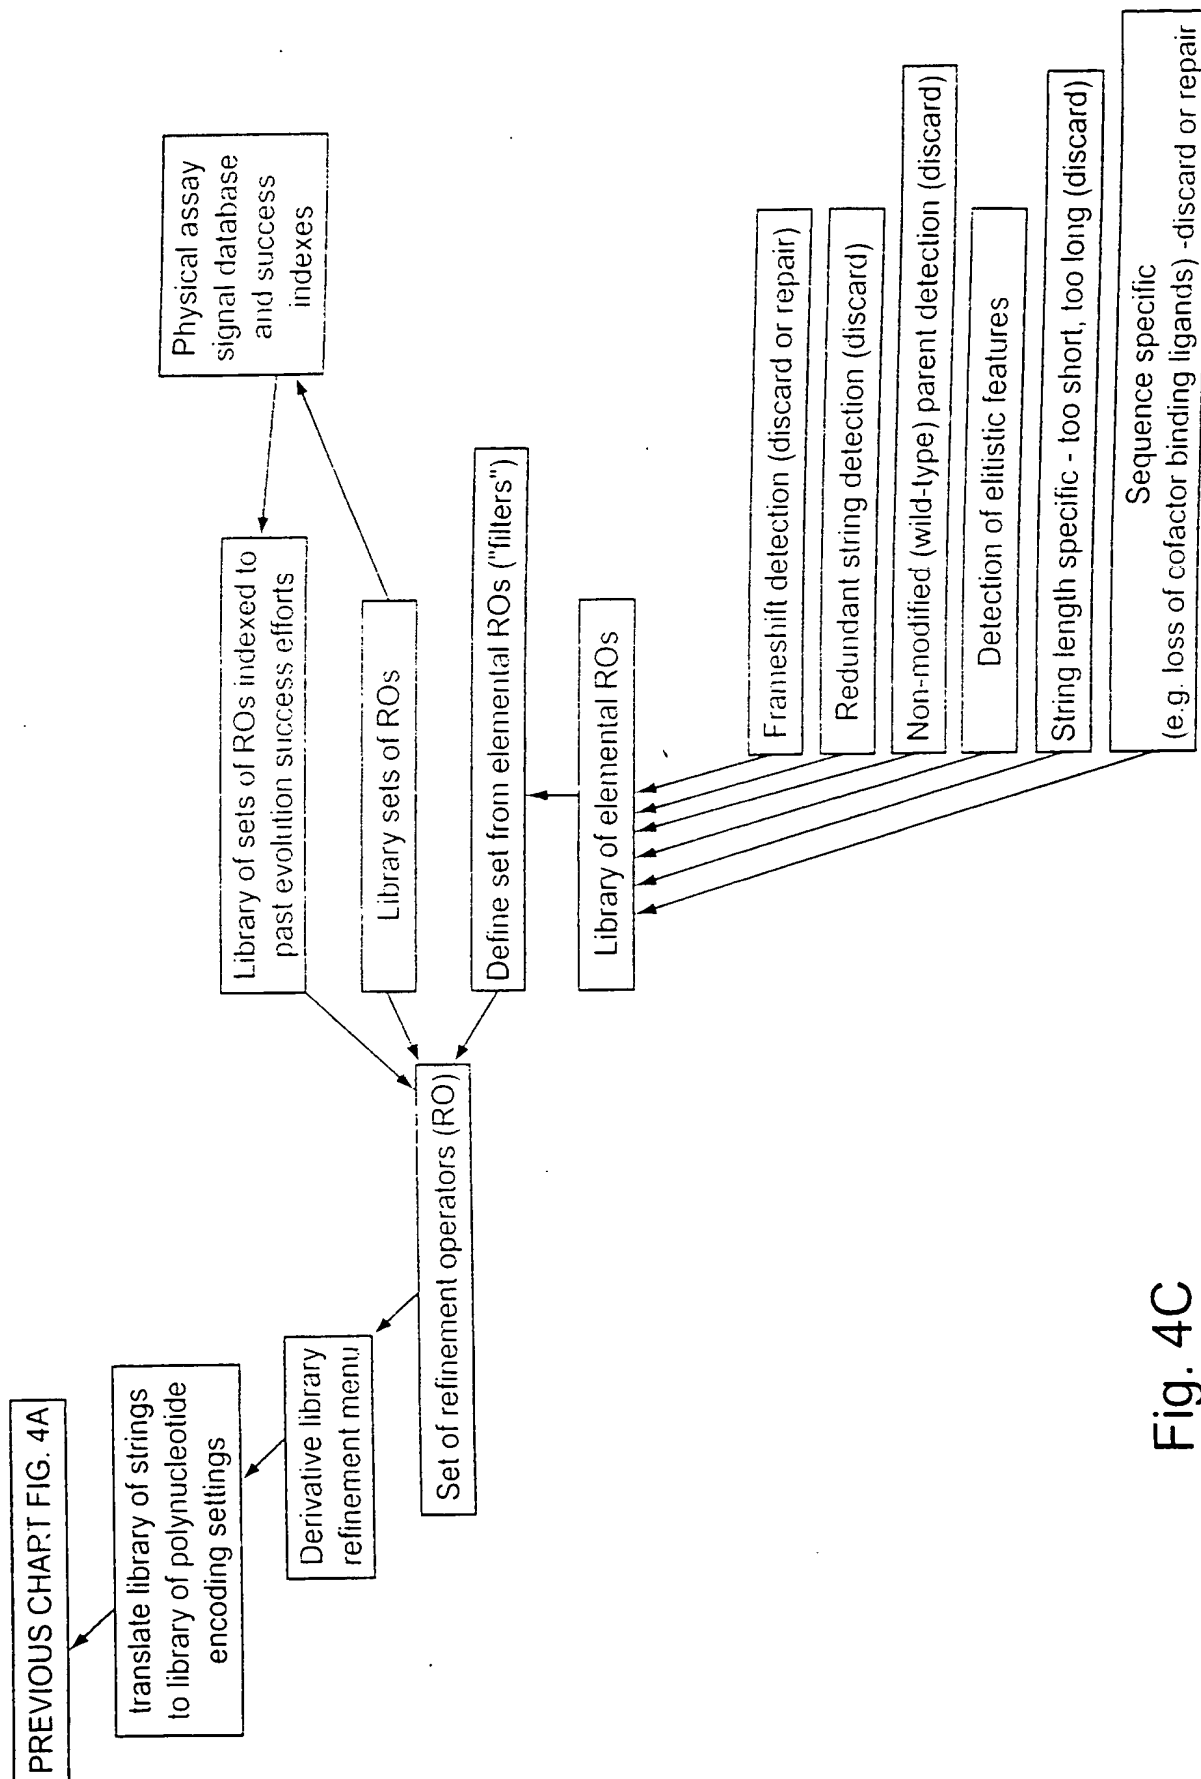 PREVIOUS CHART FIG. 4A
translate library of strings
to library of polynucleotide
encoding settings
Derivative library
refinement menu
Set of refinement operators (RO)
Library of sets of ROs indexed to
past evolution success efforts
Library sets of ROs
Physical assay
signal database
and success
indexes
Define set from elemental ROs ("filters")
Library of elemental ROs
Frameshift detection (discard or repair)
Redundant string detection (discard)
Non-modified (wild-type) parent detection (discard)
Detection of elitistic features
String length specific - too short, too long (discard)
Sequence specific
(e.g. loss of cofactor binding ligands) -discard or repair
Fig. 4C